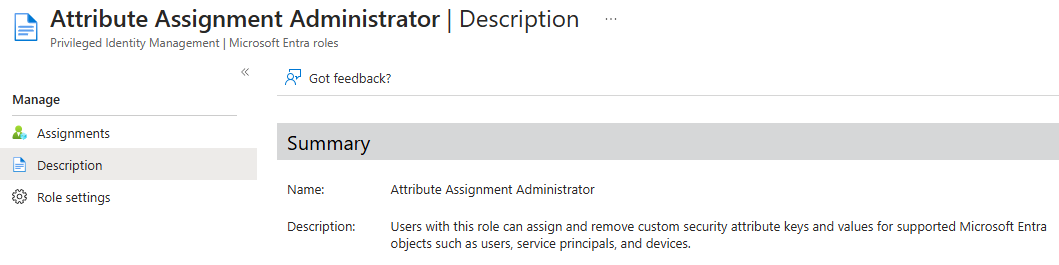 Attribute Assignment Administrator | Description ...
Privileged Identity Management | Microsoft Entra roles
«
Got feedback?
Manage
Assignments
Description
Role settings
Summary
Name: Attribute Assignment Administrator
Description: Users with this role can assign and remove custom security attribute keys and values for supported Microsoft Entra
objects such as users, service principals, and devices.